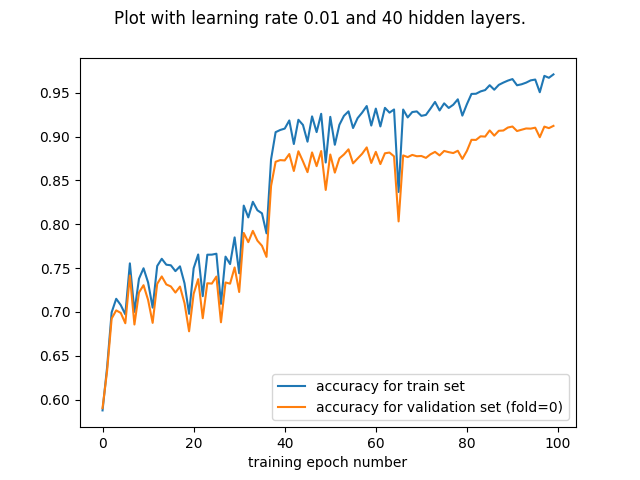 Plot with learning rate 0.01 and 40 hidden layers.
0.95
0.90
0.85
0.80
0.75
0.70
0.65
0.60
accuracy for train set
accuracy for validation set (fold=0)
0 20 40 60 80 100
training epoch number